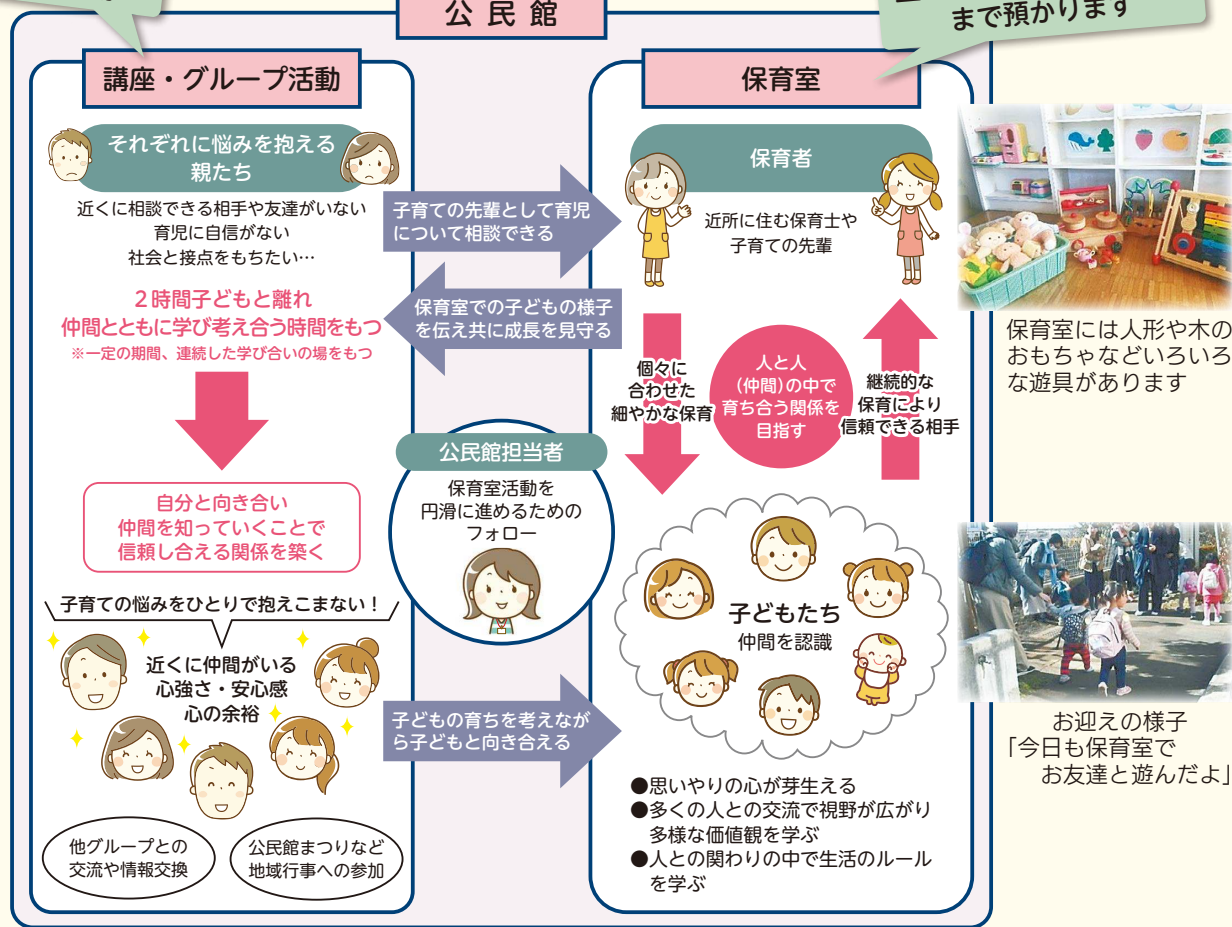 公民館
まで預かります
講座・グループ活動
それぞれに悩みを抱える
親たち
近くに相談できる相手や友達がいない
育児に自信がない
社会と接点をもちたい…
2時間子どもと離れ
仲間とともに学び考え合う時間をもつ
※一定の期間、連続した学び合いの場をもつ
自分と向き合い
仲間を知っていくことで
信頼し合える関係を築く
子育ての悩みをひとりで抱えこまない！
近くに仲間がいる
心強さ・安心感
心の余裕
他グループとの
交流や情報交換
公民館まつりなど
地域行事への参加
子育ての先輩として育児
について相談できる
保育室での子どもの様子
を伝え共に成長を見守る
公民館担当者
保育室活動を
円滑に進めるための
フォロー
子どもの育ちを考えなが
ら子どもと向き合える
保育室
保育者
近所に住む保育士や
子育ての先輩
個々に
合わせた
細やかな保育
人と人
（仲間）の中で
育ち合う関係を
目指す
継続的な
保育により
信頼できる相手
子どもたち
仲間を認識
●思いやりの心が芽生える
●多くの人との交流で視野が広がり
多様な価値観を学ぶ
●人との関わりの中で生活のルール
を学ぶ
保育室には人形や木の
おもちゃなどいろいろ
な遊具があります
お迎えの様子
「今日も保育室で
お友達と遊んだよ」